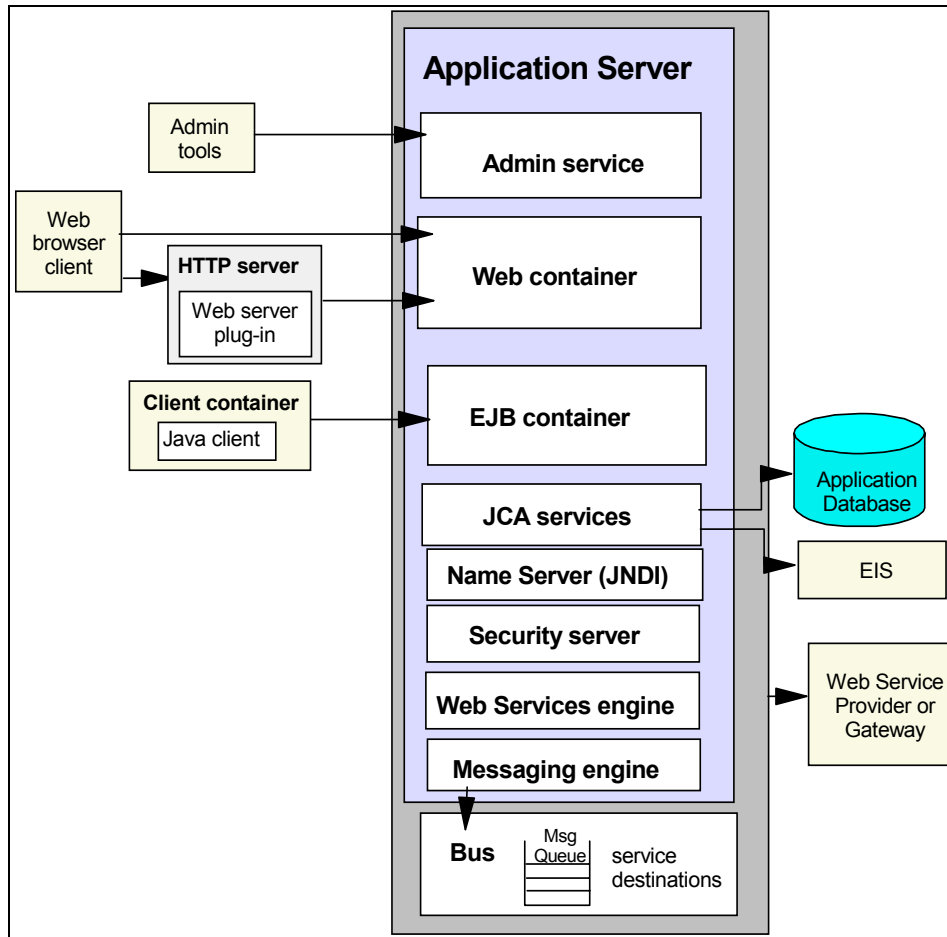 Application Server
Admin
tools
Admin service
Web
browser
client
HTTP server
Web server
plug-in
Web container
Client container
Java client
EJB container
JCA services
Application
Database
Name Server (JNDI)
EIS
Security server
Web Services engine
Web Service
Provider or
Gateway
Messaging engine
Bus
Msg
Queue
service
destinations